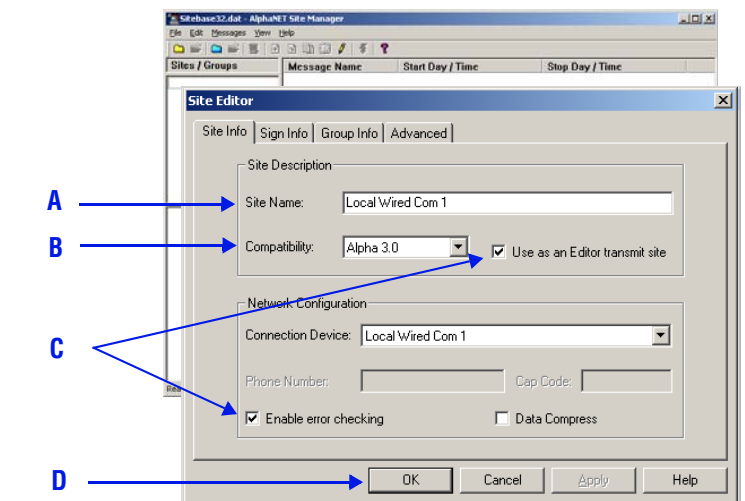 Sitebase32.dat - AlphaNET Site Manager
File Edit Messages View Help
Sites / Groups Message Name Start Day / Time Stop Day / Time
Site Editor
Site Info Sign Info Group Info Advanced
Site Description
A Site Name: Local Wired Com 1
B Compatibility: Alpha 3.0 Use as an Editor transmit site
Network Configuration
C Connection Device: Local Wired Com 1
Phone Number: Cap Code:
Rea
Enable error checking Data Compress
D OK Cancel Apply Help